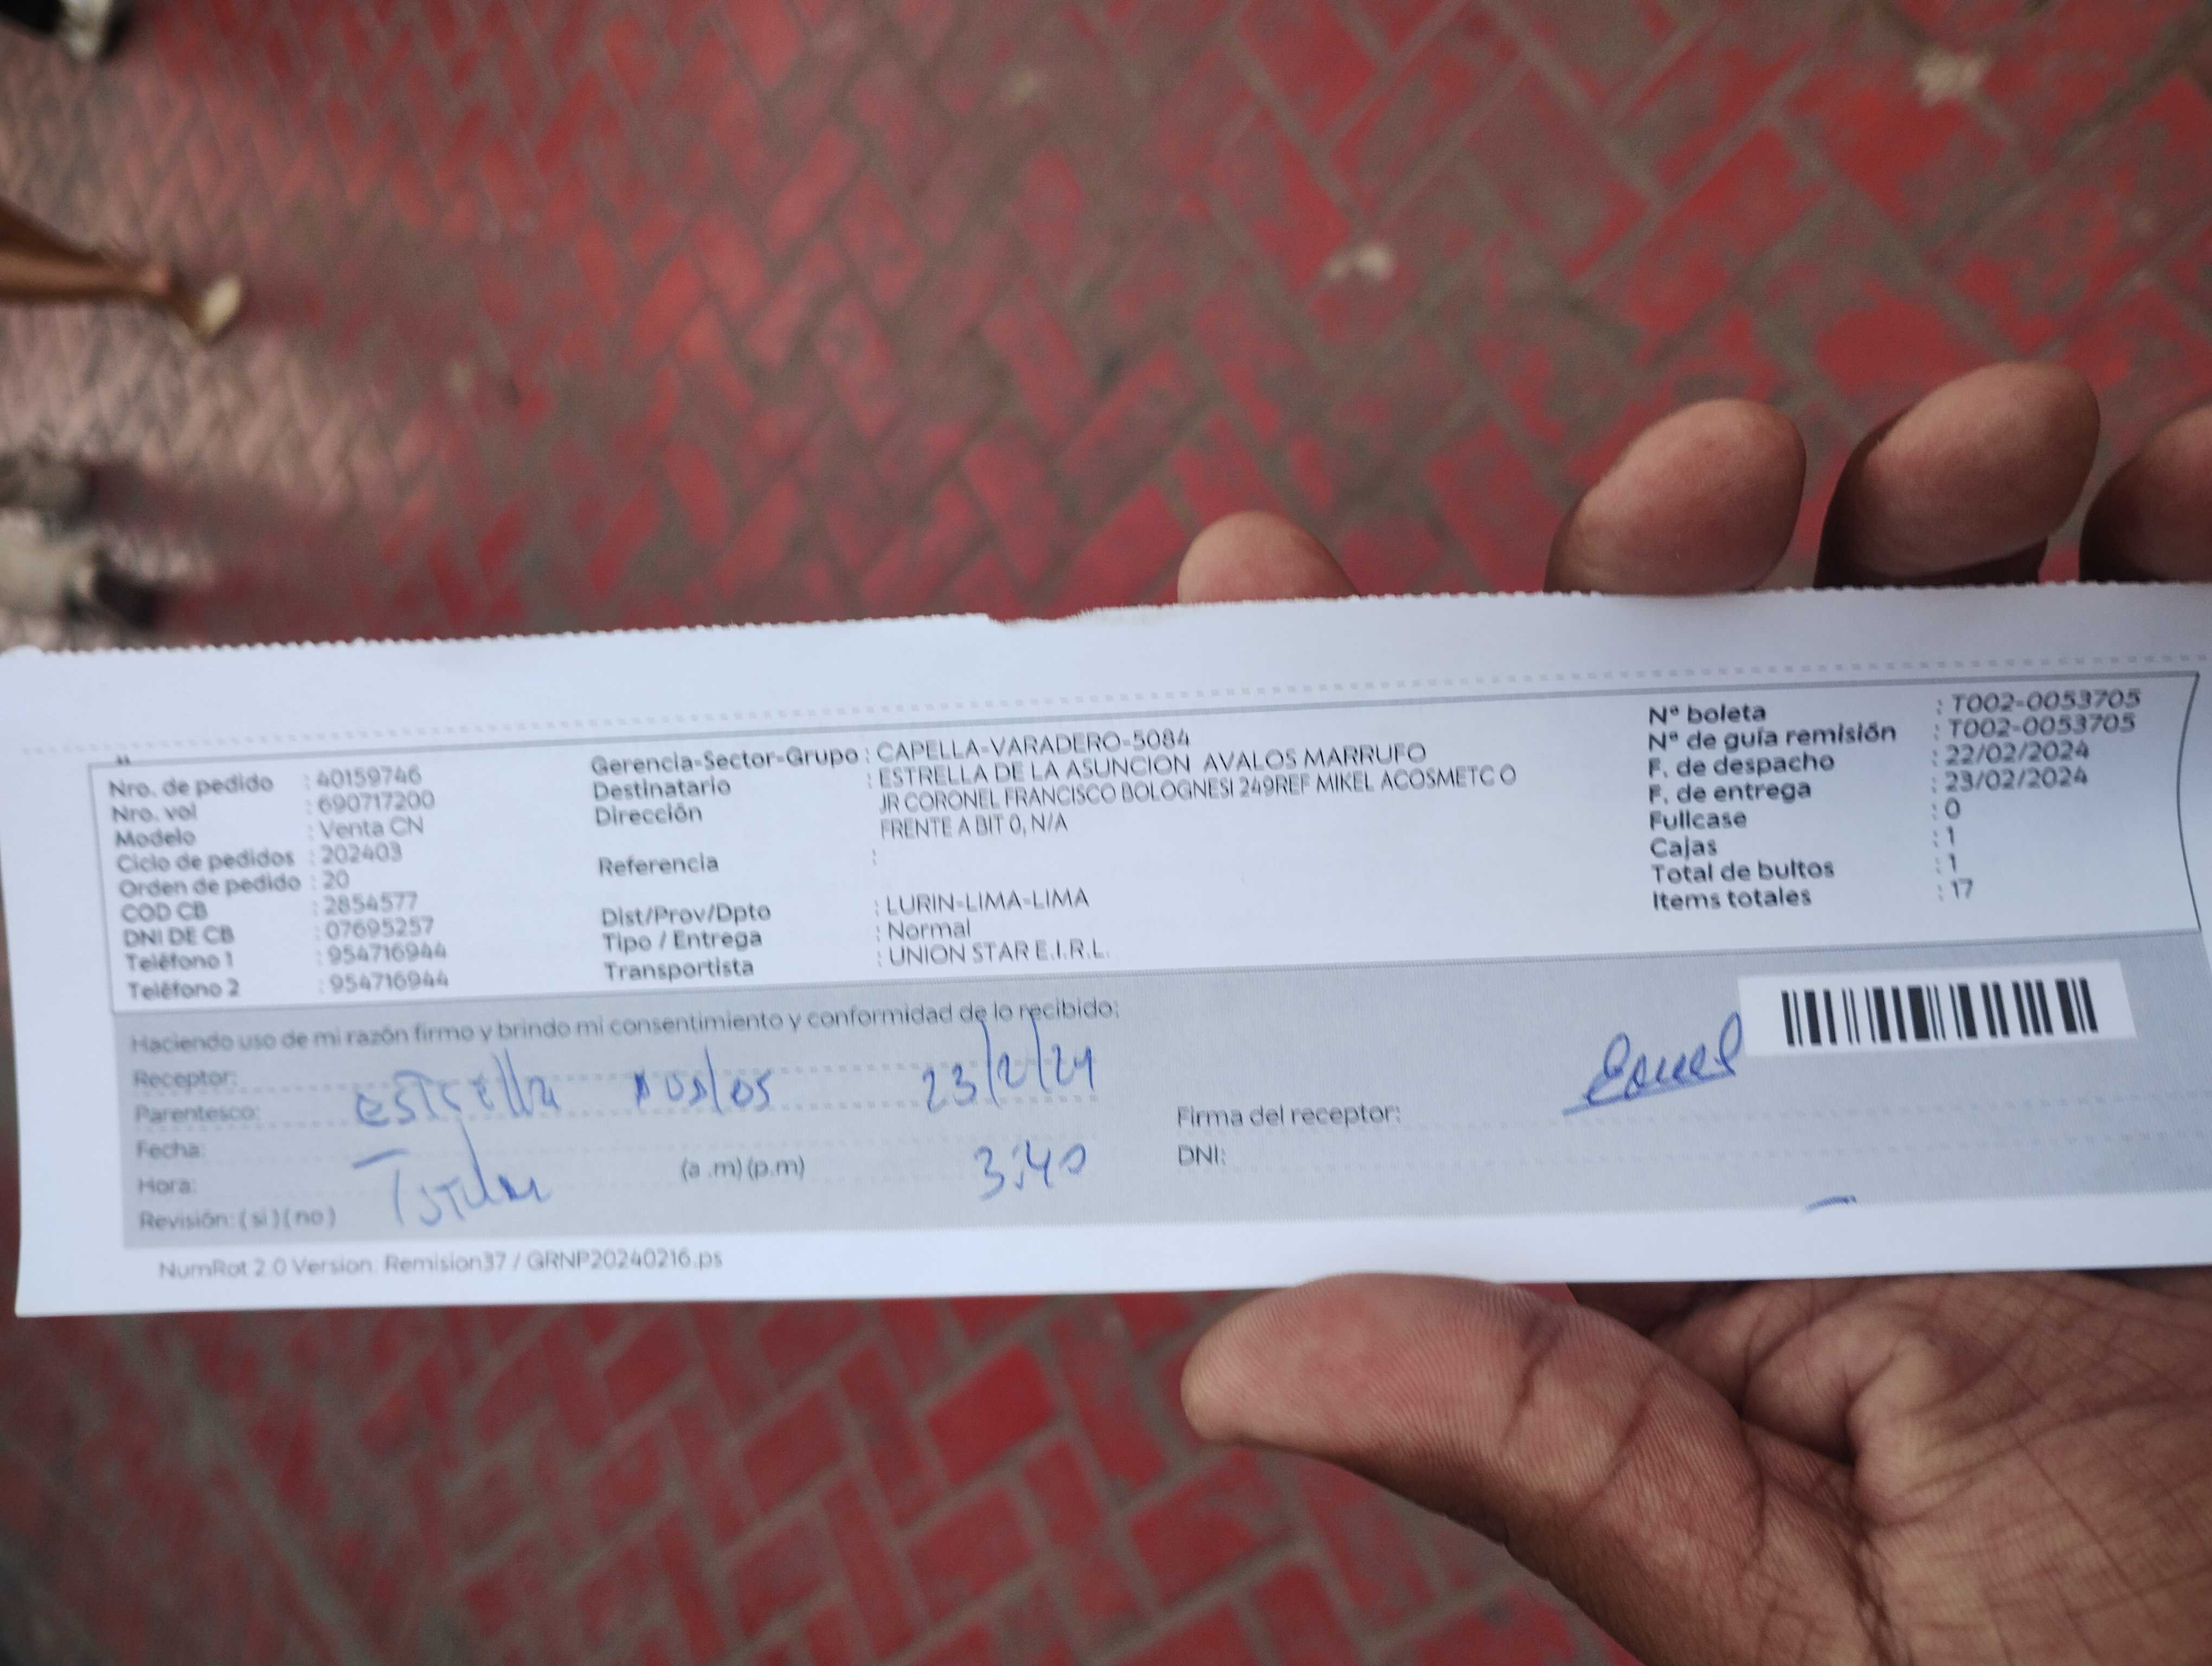 Nro. de pedido : 40159746
Nro. vol : 690717200
Modelo : Venta CN
Ciclo de pedidos : 202403
Orden de pedido : 20
COD CB : 2854577
DNI DE CB : 07695257
Teléfono 1 : 954716944
Teléfono 2 : 954716944
Gerencia-Sector-Grupo : CAPELLA-VARADERO-5084
Destinatario : ESTRELLA DE LA ASUNCION AVALOS MARRUFO
Dirección JR CORONEL FRANCISCO BOLOGNESI 249REF MIKEL ACOSMETC O
FRENTE A BIT 0, N/A
Referencia :
Dist/Prov/Dpto : LURIN-LIMA-LIMA
Tipo / Entrega : Normal
Transportista : UNION STAR E.I.R.L.
Nº boleta : T002-0053705
Nº de guía remisión : T002-0053705
F. de despacho : 22/02/2024
F. de entrega : 23/02/2024
Fullcase : 0
Cajas : 1
Total de bultos : 1
Items totales : 17
Haciendo uso de mi razón firmo y brindo mi consentimiento y conformidad de lo recibido:
Receptor:
Parentesco: 23/2/24
Fecha:
Hora: (a .m) (p.m) 3:40
Revisión: ( si ) ( no )
Firma del receptor:
DNI:
NumRot 2.0 Version: Remision37 / GRNP20240216.ps